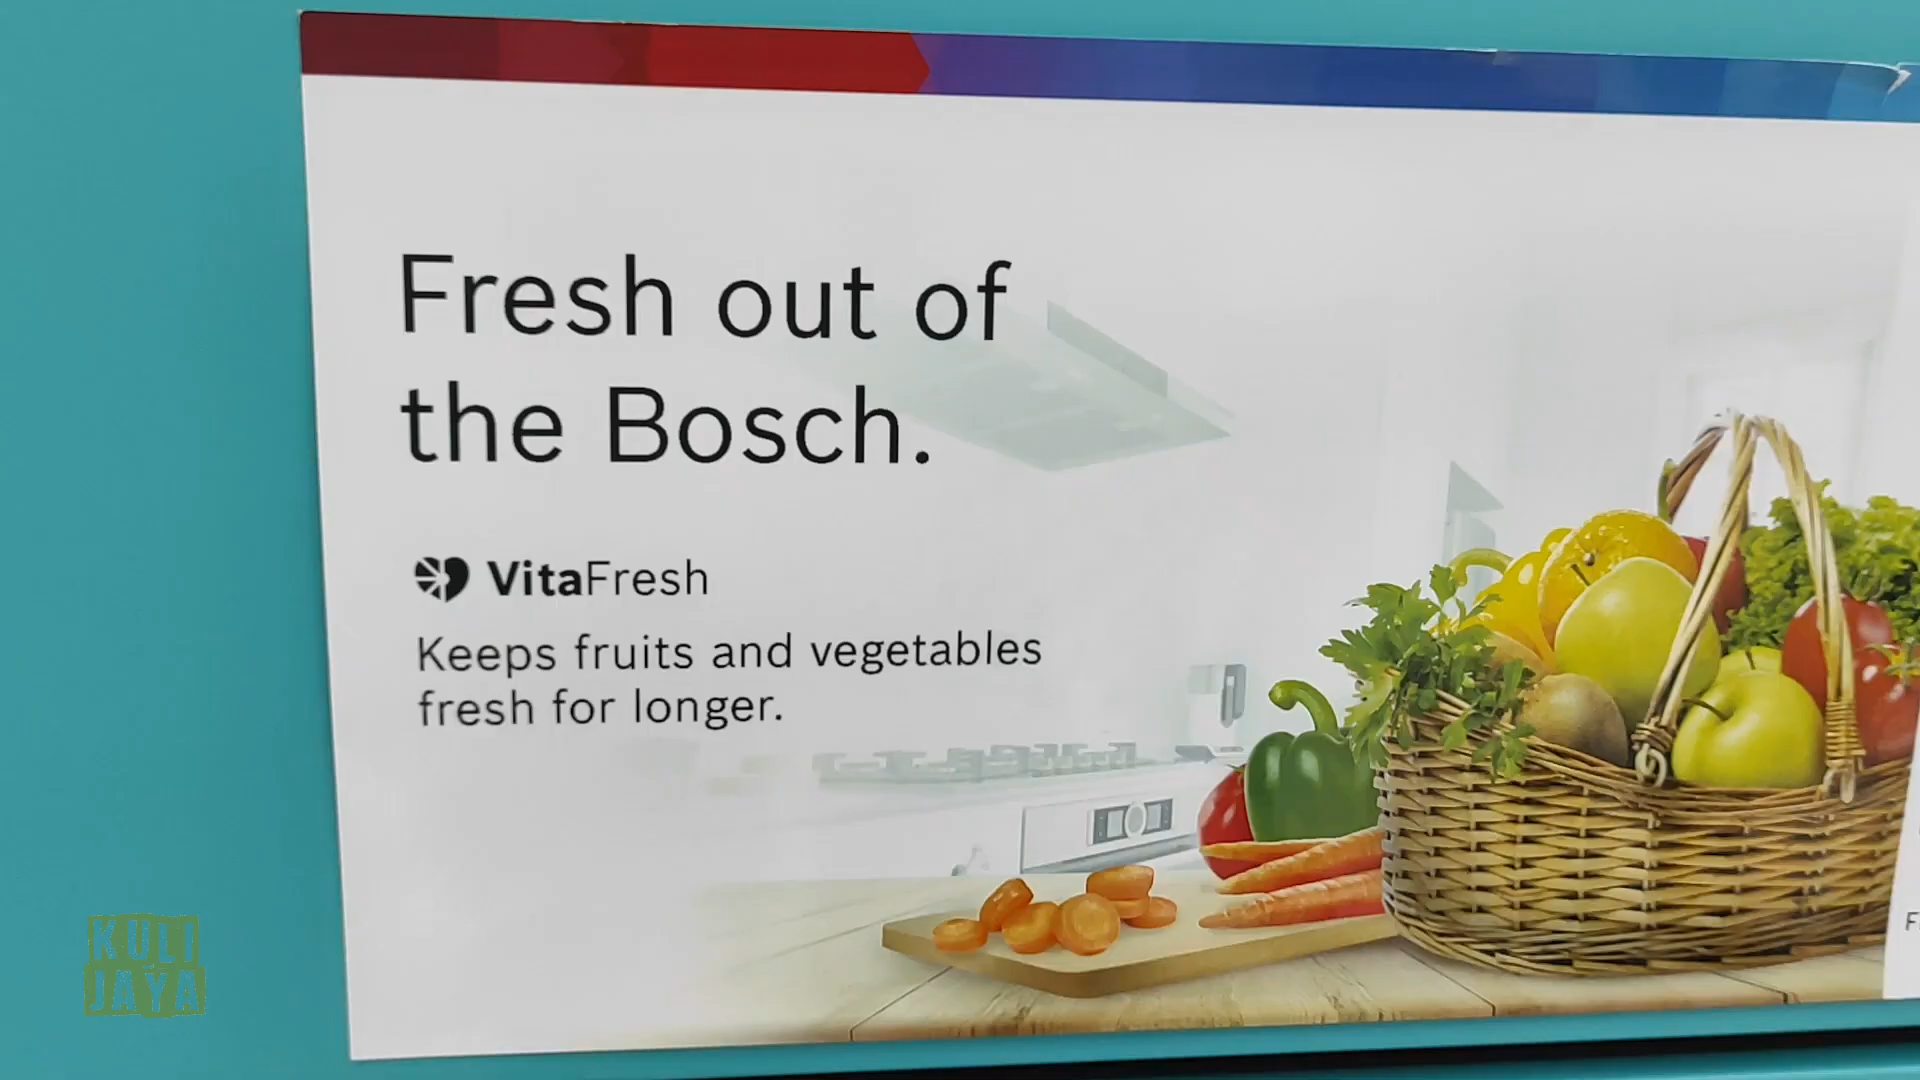 Fresh out of
the Bosch.
VitaFresh
Keeps fruits and vegetables
fresh for longer.
KULI
JAYA